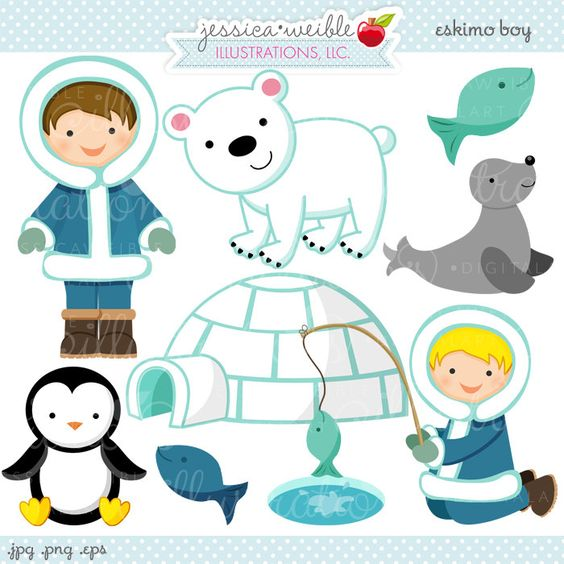 jessica weible
eskimo boy
ILLUSTRATIONS, LLC.
.jpg .png .eps